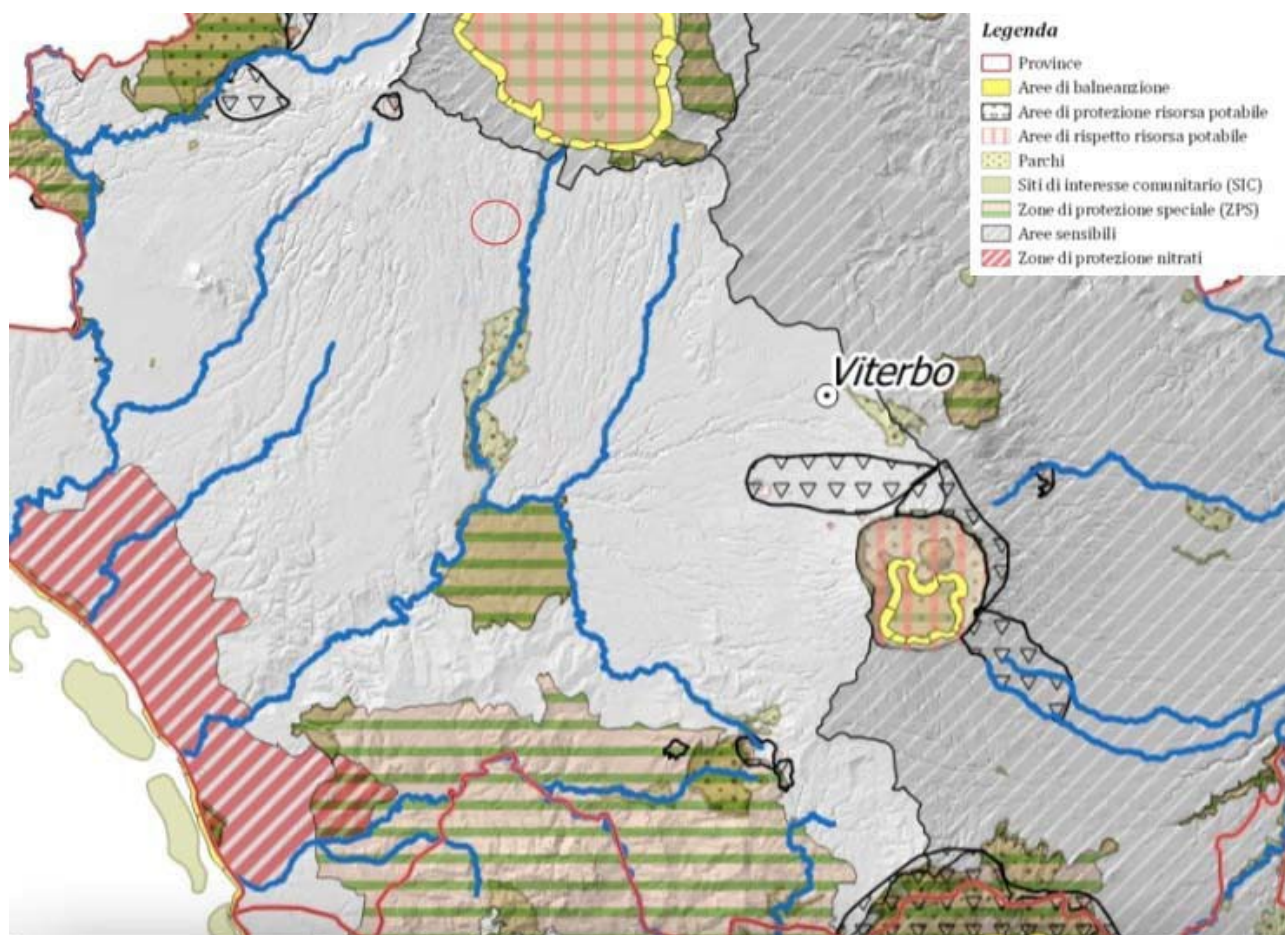 Legenda
Province
Aree di balneanzione
Aree di protezione risorsa potabile
Aree di rispetto risorsa potabile
Parchi
Siti di interesse comunitario (SIC)
Zone di protezione speciale (ZPS)
Aree sensibili
Zone di protezione nitrati
Viterbo